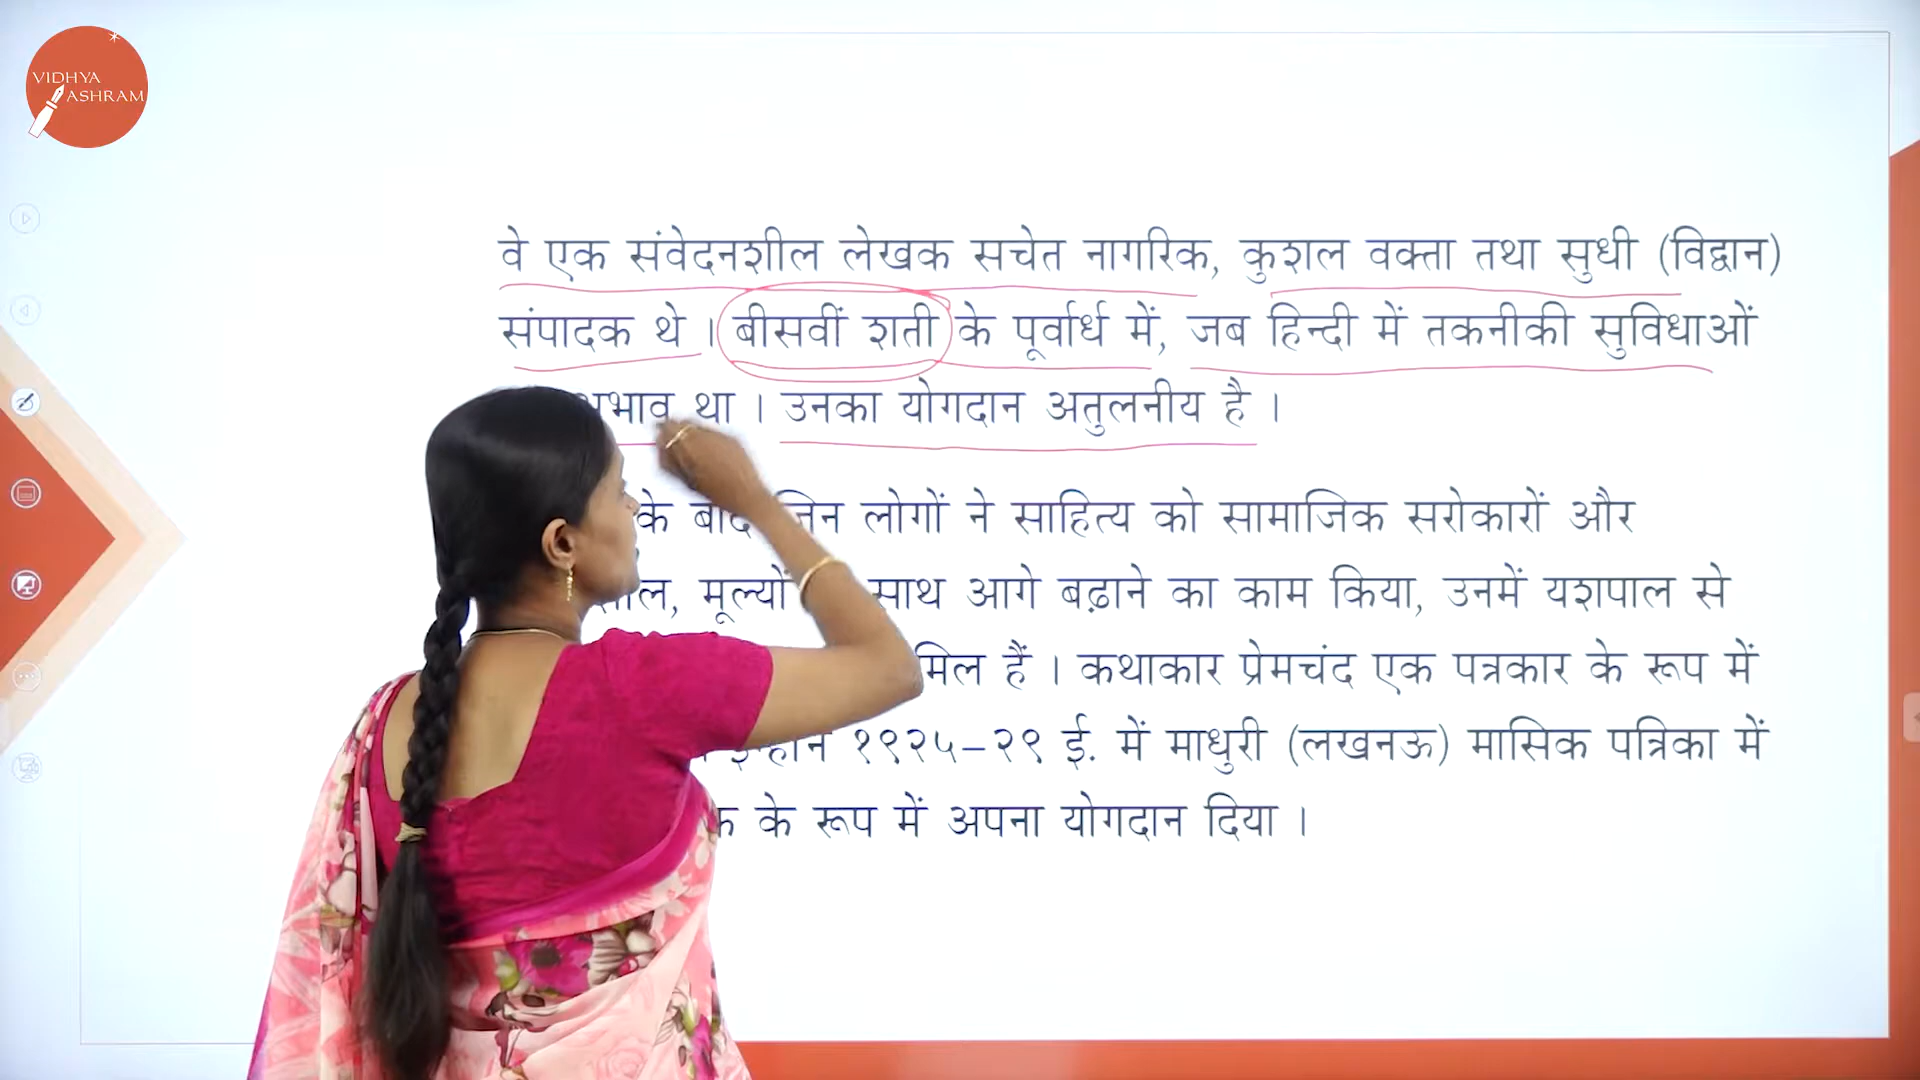 VIDHYA
ASHRAM
वे एक संवेदनशील लेखक सचेत नागरिक, कुशल वक्ता तथा सुधी (विद्वान)
संपादक थे । बीसवीं शती के पूर्वार्ध में, जब हिन्दी में तकनीकी सुविधाओं
था । उनका योगदान अतुलनीय है ।
के लोगों ने साहित्य को सामाजिक सरोकारों और
मूल्यों साथ आगे बढ़ाने का काम किया, उनमें यशपाल से
हैं । कथाकार प्रेमचंद एक पत्रकार के रूप में
१९२५–२९ ई. में माधुरी (लखनऊ) मासिक पत्रिका में
के रूप में अपना योगदान दिया ।